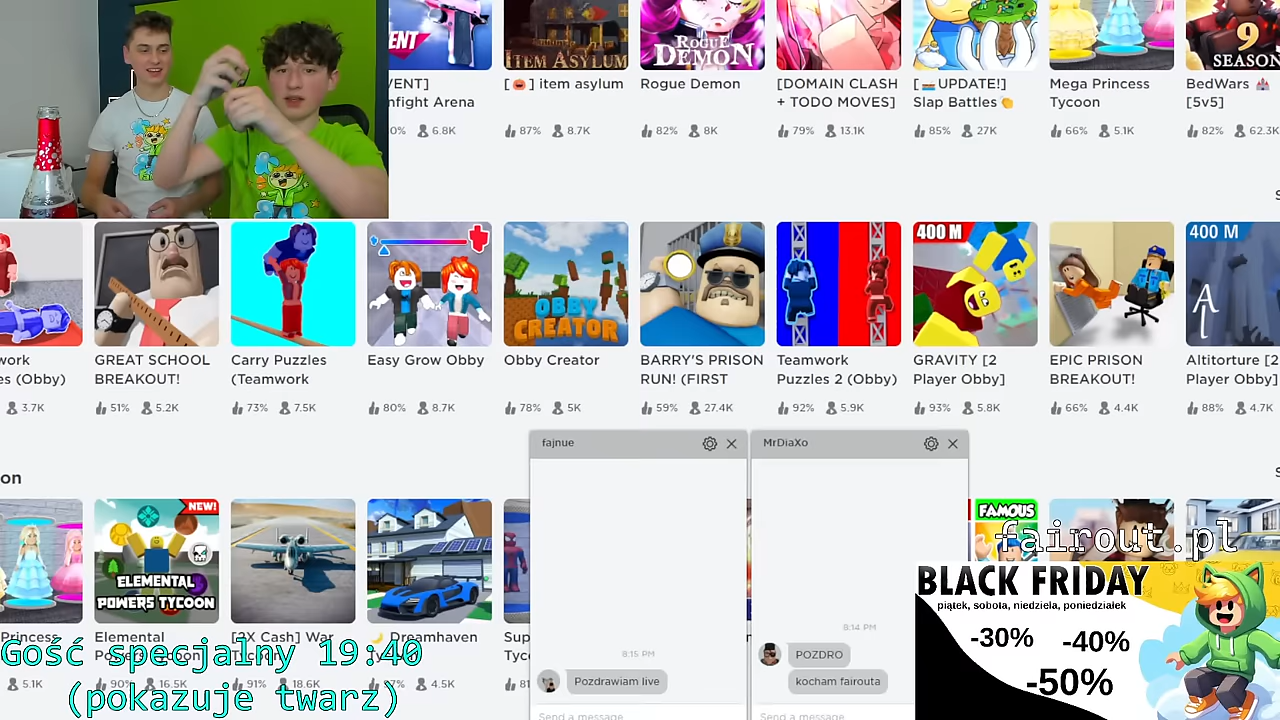 VENT]
nfight Arena
0% 6.8K
ENT
ITEM ASYLUM
[🎃] item asylum
87% 8.7K
ROGUE
DEMON
Rogue Demon
82% 8K
[DOMAIN CLASH
+ TODO MOVES]
79% 13.1K
[🚤UPDATE!]
Slap Battles 👏
85% 27K
Mega Princess
Tycoon
66% 5.1K
9
SEASON
BedWars 🏰
[5v5]
82% 62.3K
S
work
es (Obby)
3.7K
GREAT SCHOOL
BREAKOUT!
51% 5.2K
Carry Puzzles
(Teamwork
73% 7.5K
Easy Grow Obby
80% 8.7K
OBBY
CREATOR
Obby Creator
78% 5K
BARRY'S PRISON
RUN! (FIRST
59% 27.4K
Teamwork
Puzzles 2 (Obby)
92% 5.9K
400 M
GRAVITY [2
Player Obby]
93% 5.8K
EPIC PRISON
BREAKOUT!
66% 4.4K
400 M
A
Altitorture [2
Player Obby]
88% 4.7K
on
S
Princess
5.1K
NEW!
ELEMENTAL
POWERS TYCOON
Elemental
90% 16.5K
[2X Cash] War
91% 18.6K
🌙 Dreamhaven
4.5K
Sup
Tyc
81
fajnue
8:15 PM
Pozdrawiam live
Send a message
MrDiaXo
8:14 PM
POZDRO
kocham fairouta
Send a message
FAMOUS
fairout.pl
BLACK FRIDAY
piątek, sobota, niedziela, poniedziałek
-30% -40%
-50%
Gość specjalny 19:40
(pokazuje twarz)